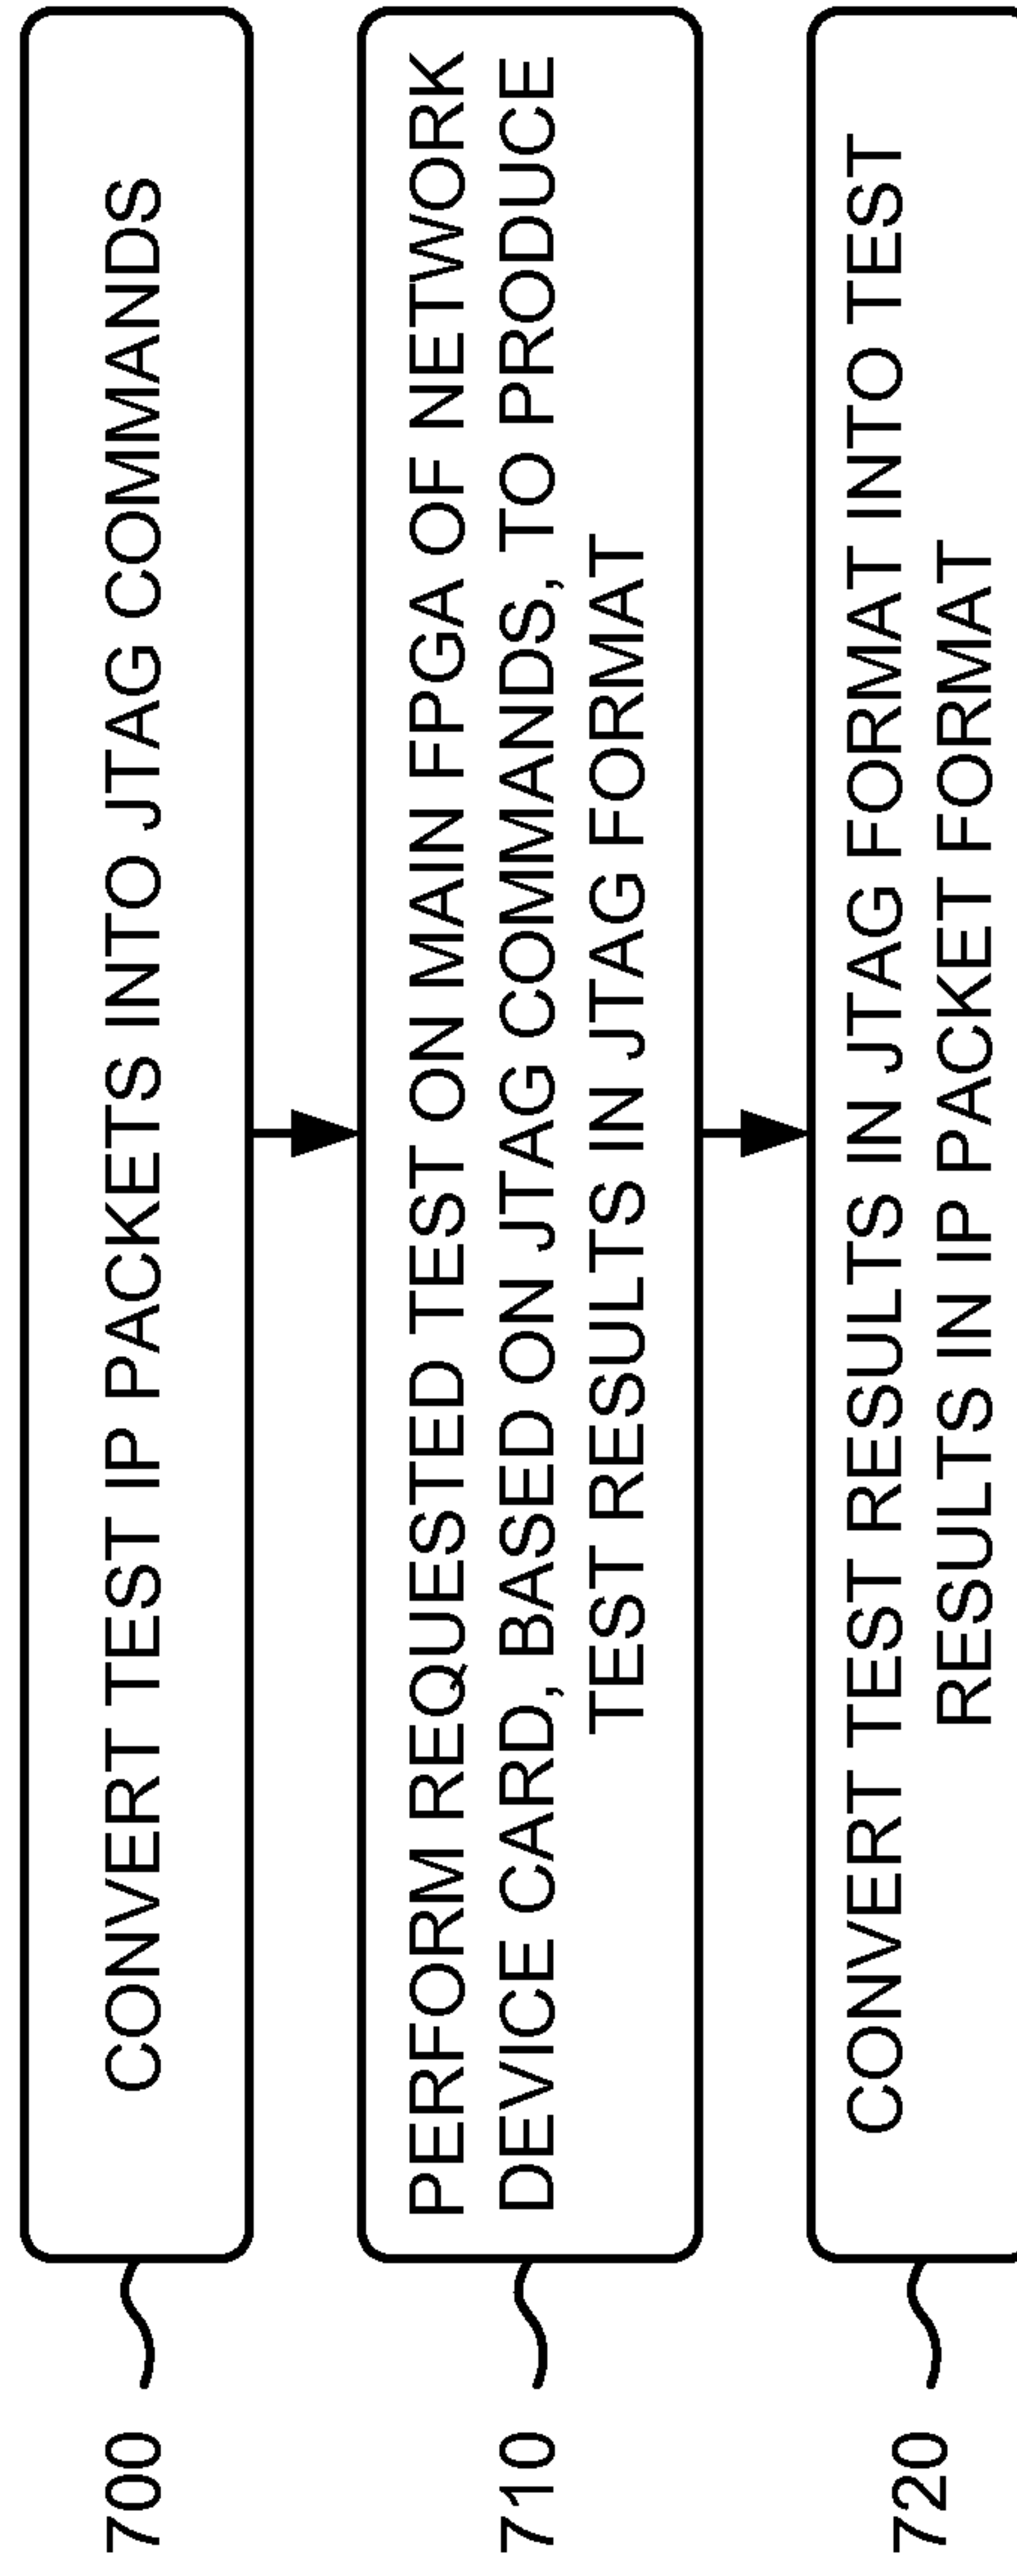 700
CONVERT TEST IP PACKETS INTO JTAG COMMANDS
710
PERFORM REQUESTED TEST ON MAIN FPGA OF NETWORK
DEVICE CARD, BASED ON JTAG COMMANDS, TO PRODUCE
TEST RESULTS IN JTAG FORMAT
720
CONVERT TEST RESULTS IN JTAG FORMAT INTO TEST
RESULTS IN IP PACKET FORMAT